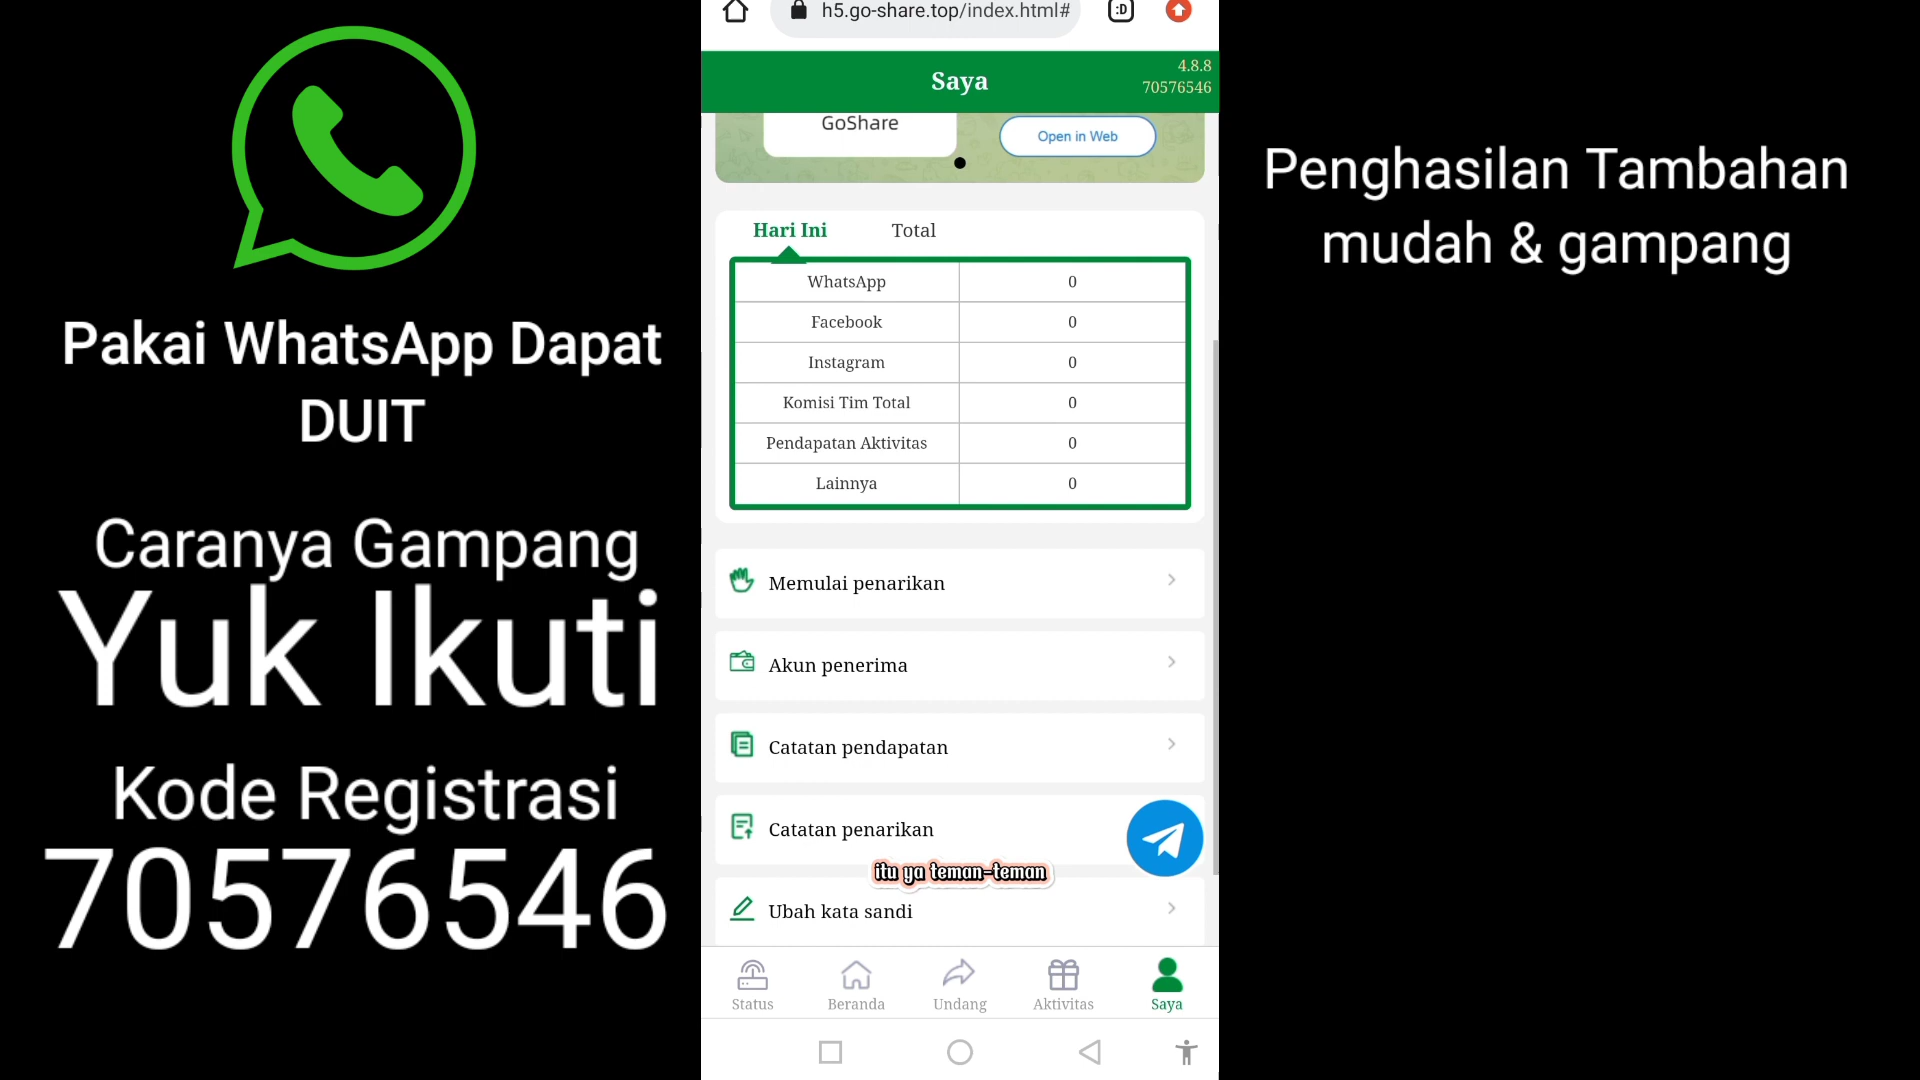 Pakai WhatsApp Dapat
DUIT
Caranya Gampang
Yuk Ikuti
Kode Registrasi
70576546
h5.go-share.top/index.html#
:D
Saya
4.8.8
70576546
GoShare
Open in Web
Hari Ini
Total
WhatsApp 0
Facebook 0
Instagram 0
Komisi Tim Total 0
Pendapatan Aktivitas 0
Lainnya 0
Memulai penarikan
Akun penerima
Catatan pendapatan
Catatan penarikan
itu ya teman-teman
Ubah kata sandi
Status
Beranda
Undang
Aktivitas
Saya
Penghasilan Tambahan
mudah & gampang